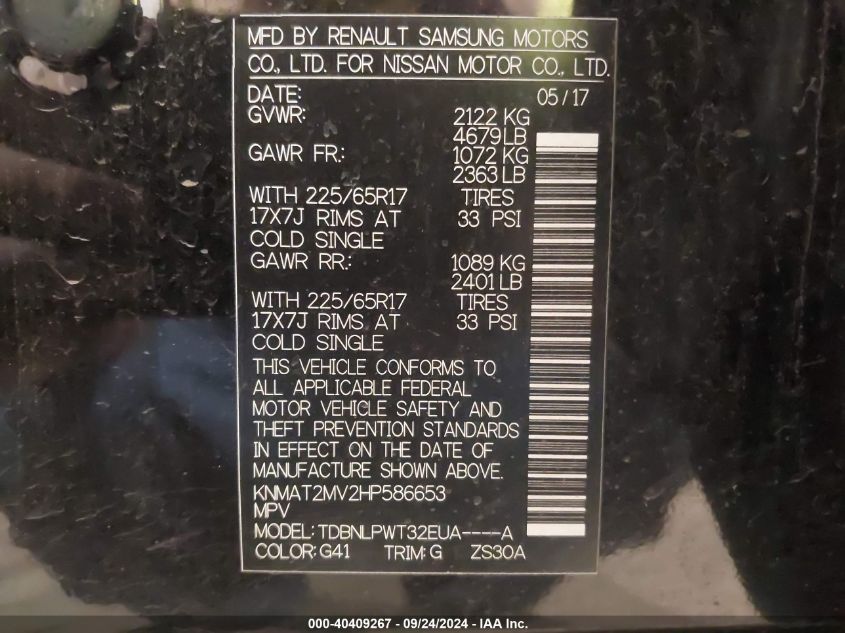 MFD BY RENAULT SAMSUNG MOTORS
CO., LTD. FOR NISSAN MOTOR CO., LTD.
DATE: 05/17
GVWR: 2122 KG
4679 LB
GAWR FR.: 1072 KG
2363 LB
WITH 225/65R17 TIRES
17X7J RIMS AT 33 PSI
COLD SINGLE
GAWR RR.: 1089 KG
2401 LB
WITH 225/65R17 TIRES
17X7J RIMS AT 33 PSI
COLD SINGLE
THIS VEHICLE CONFORMS TO
ALL APPLICABLE FEDERAL
MOTOR VEHICLE SAFETY AND
THEFT PREVENTION STANDARDS
IN EFFECT ON THE DATE OF
MANUFACTURE SHOWN ABOVE.
KNMAT2MV2HP586653
MPV
MODEL: TDBNLPWT32EUA----A
COLOR: G41 TRIM: G ZS30A
000-40409267 - 09/24/2024 - IAA Inc.